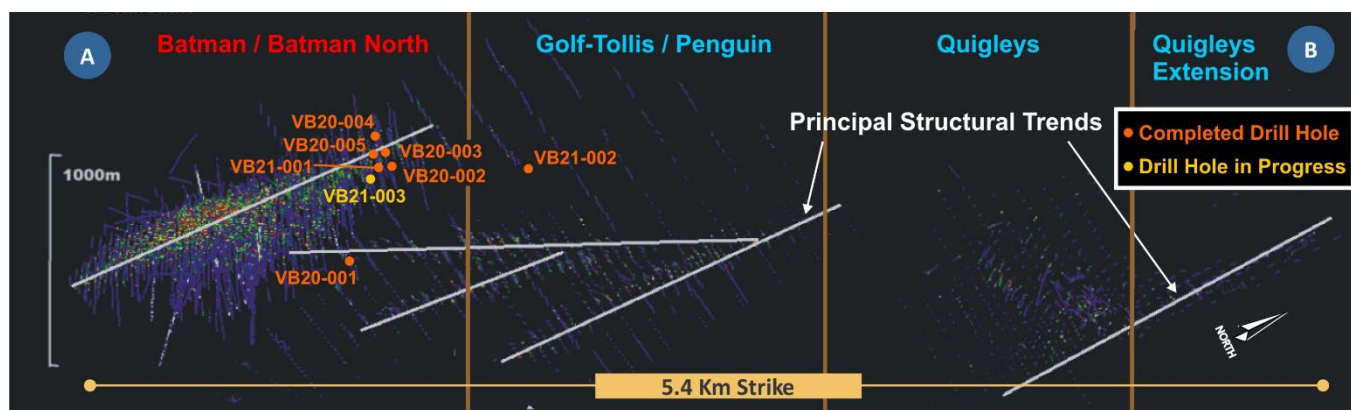 A
Batman / Batman North
Golf-Tollis / Penguin
Quigleys
Quigleys
Extension
B
VB20-004
VB20-005
VB20-003
VB21-001
VB20-002
VB21-003
VB21-002
VB20-001
1000m
Principal Structural Trends
Completed Drill Hole
Drill Hole in Progress
NORTH
5.4 Km Strike